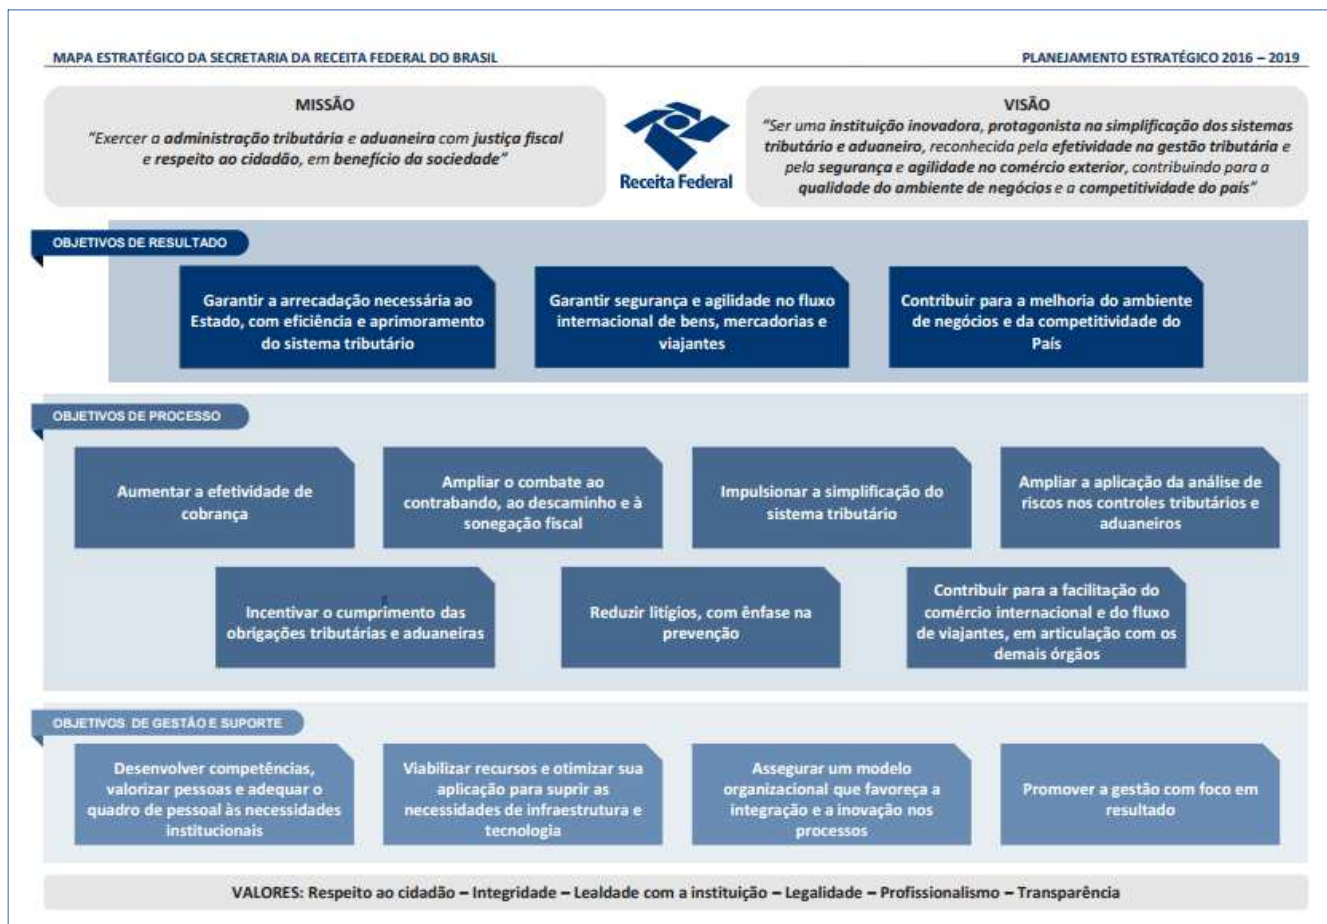 MAPA ESTRATÉGICO DA SECRETARIA DA RECEITA FEDERAL DO BRASIL
PLANEJAMENTO ESTRATÉGICO 2016 – 2019
MISSÃO
"Exercer a administração tributária e aduaneira com justiça fiscal
e respeito ao cidadão, em benefício da sociedade"
Receita Federal
VISÃO
"Ser uma instituição inovadora, protagonista na simplificação dos sistemas
tributário e aduaneiro, reconhecida pela efetividade na gestão tributária e
pela segurança e agilidade no comércio exterior, contribuindo para a
qualidade do ambiente de negócios e a competitividade do país"
OBJETIVOS DE RESULTADO
Garantir a arrecadação necessária ao
Estado, com eficiência e aprimoramento
do sistema tributário
Garantir segurança e agilidade no fluxo
internacional de bens, mercadorias e
viajantes
Contribuir para a melhoria do ambiente
de negócios e da competitividade do
País
OBJETIVOS DE PROCESSO
Aumentar a efetividade de
cobrança
Ampliar o combate ao
contrabando, ao descaminho e à
sonegação fiscal
Impulsionar a simplificação do
sistema tributário
Ampliar a aplicação da análise de
riscos nos controles tributários e
aduaneiros
Incentivar o cumprimento das
obrigações tributárias e aduaneiras
Reduzir litígios, com ênfase na
prevenção
Contribuir para a facilitação do
comércio internacional e do fluxo
de viajantes, em articulação com os
demais órgãos
OBJETIVOS DE GESTÃO E SUPORTE
Desenvolver competências,
valorizar pessoas e adequar o
quadro de pessoal às necessidades
institucionais
Viabilizar recursos e otimizar sua
aplicação para suprir as
necessidades de infraestrutura e
tecnologia
Assegurar um modelo
organizacional que favoreça a
integração e a inovação nos
processos
Promover a gestão com foco em
resultado
VALORES: Respeito ao cidadão – Integridade – Lealdade com a instituição – Legalidade – Profissionalismo – Transparência